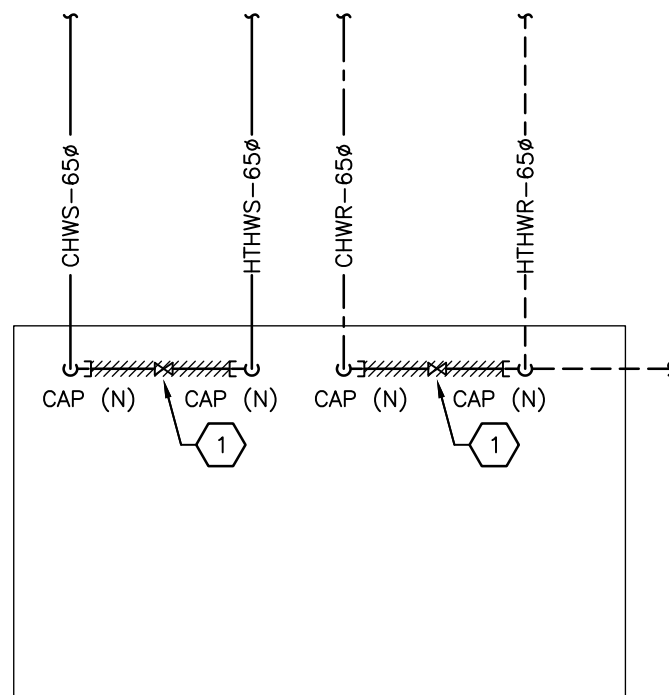 CHWS-65ø
HTHWS-65ø
CHWR-65ø
HTHWR-65ø
CAP (N)
CAP (N)
CAP (N)
CAP (N)
1
1